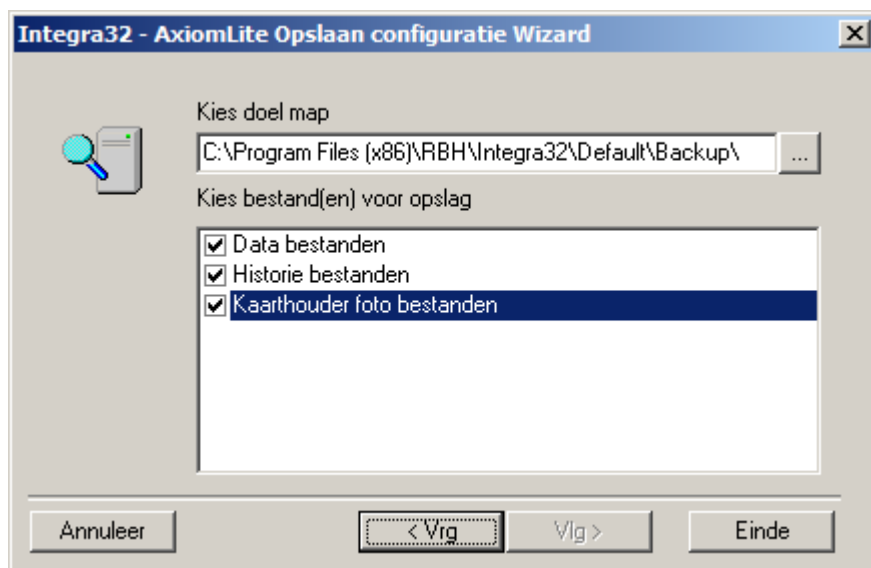 Integra32 - AxiomLite Opslaan configuratie Wizard
Kies doel map
C:\Program Files (x86)\RBH\Integra32\Default\Backup\
...
Kies bestand(en) voor opslag
Data bestanden
Historie bestanden
Kaarthouder foto bestanden
Annuleer
< Vrg
Vlg >
Einde